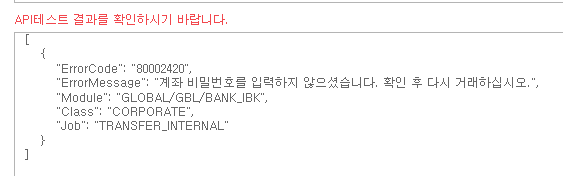 API테스트 결과를 확인하시기 바랍니다.
[
{
"ErrorCode": "80002420",
"ErrorMessage": "계좌 비밀번호를 입력하지 않으셨습니다. 확인 후 다시 거래하십시오.",
"Module": "GLOBAL/GBL/BANK_IBK",
"Class": "CORPORATE",
"Job": "TRANSFER_INTERNAL"
}
]